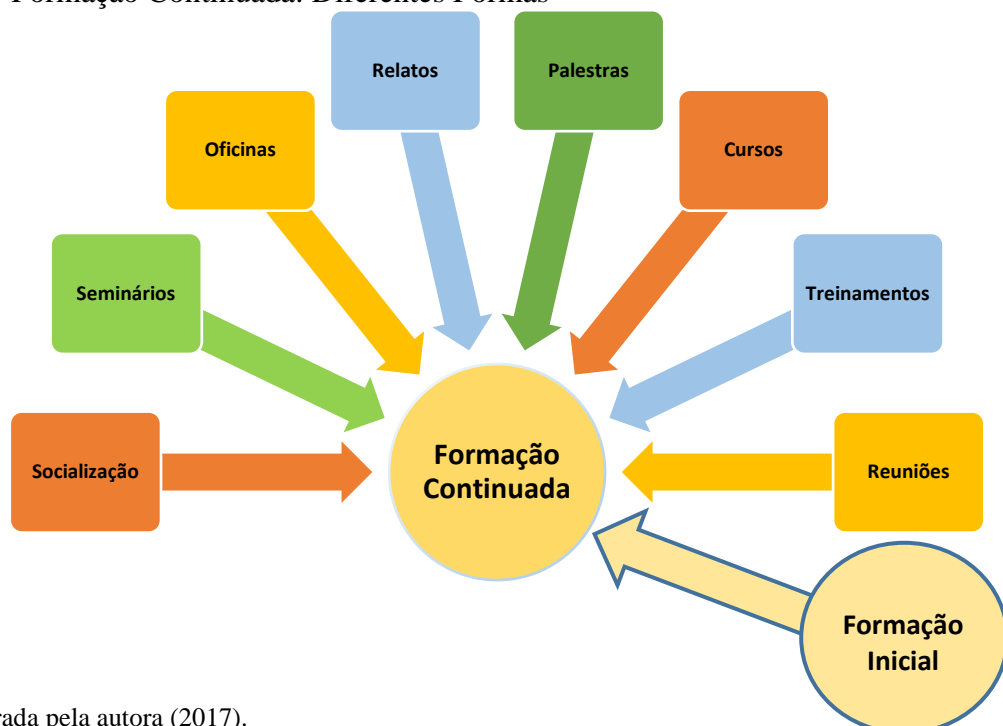 Formação Continuada: Diferentes Formas
Relatos
Palestras
Oficinas
Cursos
Seminários
Treinamentos
Formação
Continuada
Socialização
Reuniões
Formação
Inicial
pela autora (2017).